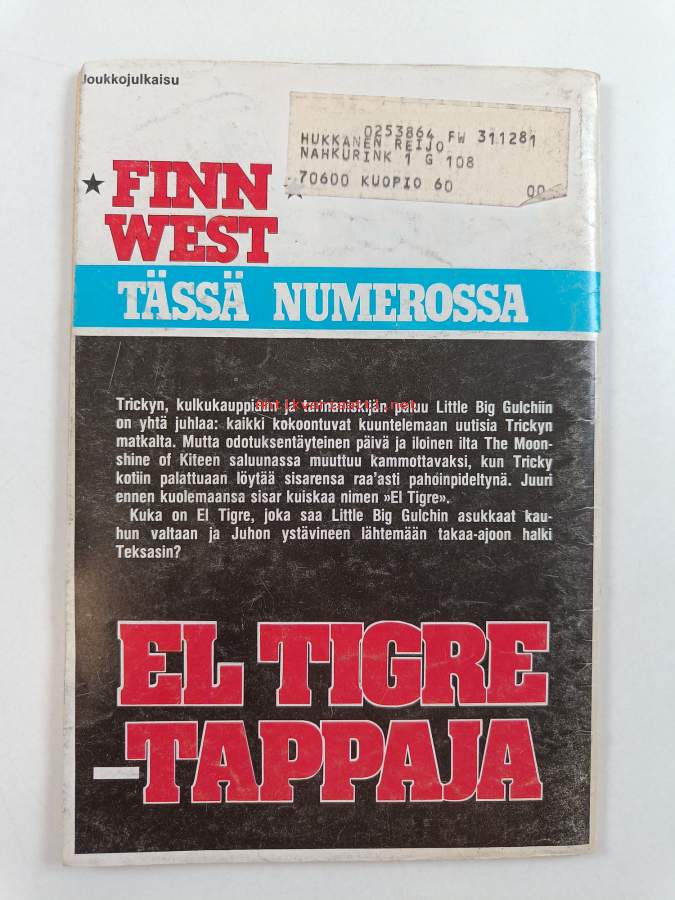 Joukkojulkaisu
0253864 FW 311281
HUKKANEN REIJO
NAHKURINK 1 G 108
70600 KUOPIO 60 00
FINN
WEST
TÄSSÄ NUMEROSSA
Trickyn, kulkukauppiaan ja tarinaniskijän paluu Little Big Gulchiin
on yhtä juhlaa: kaikki kokoontuvat kuuntelemaan uutisia Trickyn
matkalta. Mutta odotuksentäyteinen päivä ja iloinen ilta The Moon-
shine of Kiteen saluunassa muuttuu kammottavaksi, kun Tricky
kotiin palattuaan löytää sisarensa raa'asti pahoinpideltynä. Juuri
ennen kuolemaansa sisar kuiskaa nimen »El Tigre».
Kuka on El Tigre, joka saa Little Big Gulchin asukkaat kau-
hun valtaan ja Juhon ystävineen lähtemään takaa-ajoon halki
Teksasin?
EL TIGRE
-TAPPAJA